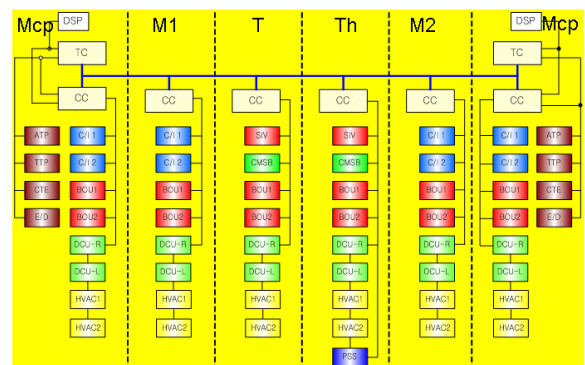 Mcp DSP M1 T Th M2 DSP Mcp
TC TC
CC CC CC CC CC CC
ATP C/I 1 C/I 1 SIV SIV C/I 1 C/I 1 ATP
TTP C/I 2 C/I 2 CMSB CMSB C/I 2 C/I 2 TTP
CTE BOU1 BOU1 BOU1 BOU1 BOU1 BOU1 CTE
E/D BOU2 BOU2 BOU2 BOU2 BOU2 BOU2 E/D
DCU-R DCU-R DCU-R DCU-R DCU-R DCU-R
DCU-L DCU-L DCU-L DCU-L DCU-L DCU-L
HVAC1 HVAC1 HVAC1 HVAC1 HVAC1 HVAC1
HVAC2 HVAC2 HVAC2 HVAC2 HVAC2 HVAC2
PSS